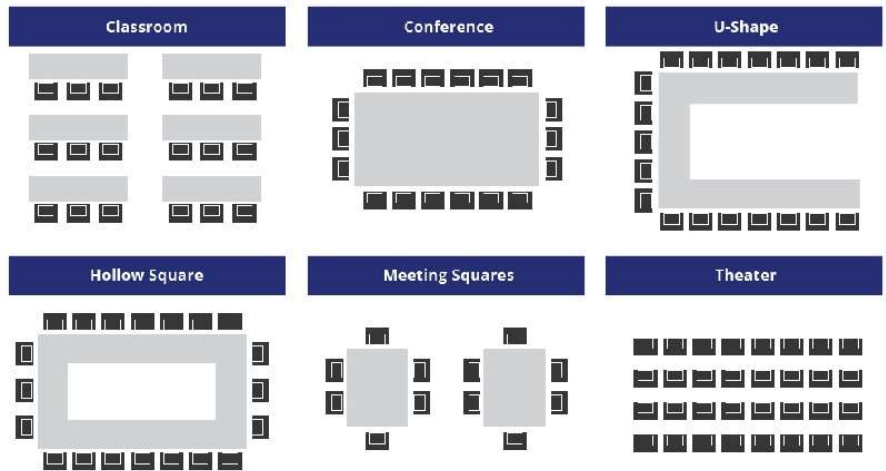 Classroom
Conference
U-Shape
Hollow Square
Meeting Squares
Theater